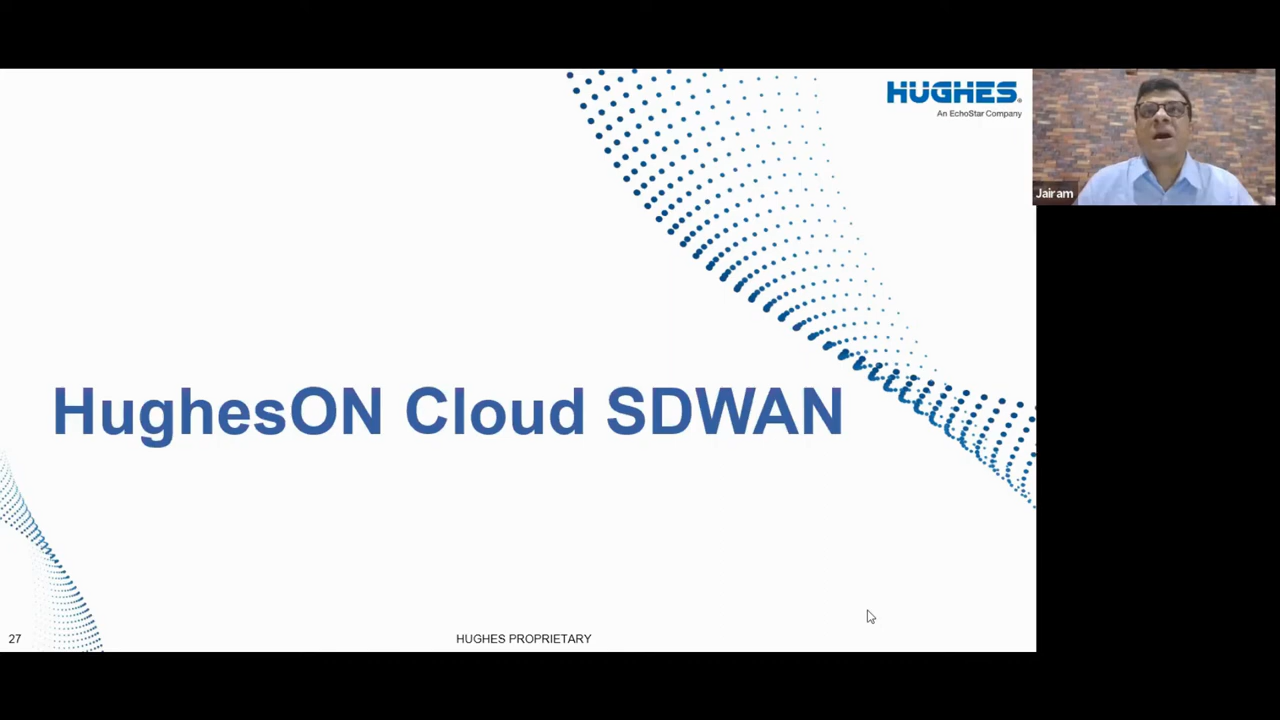 HUGHES®
An EchoStar Company
Jairam
HughesON Cloud SDWAN
27
HUGHES PROPRIETARY